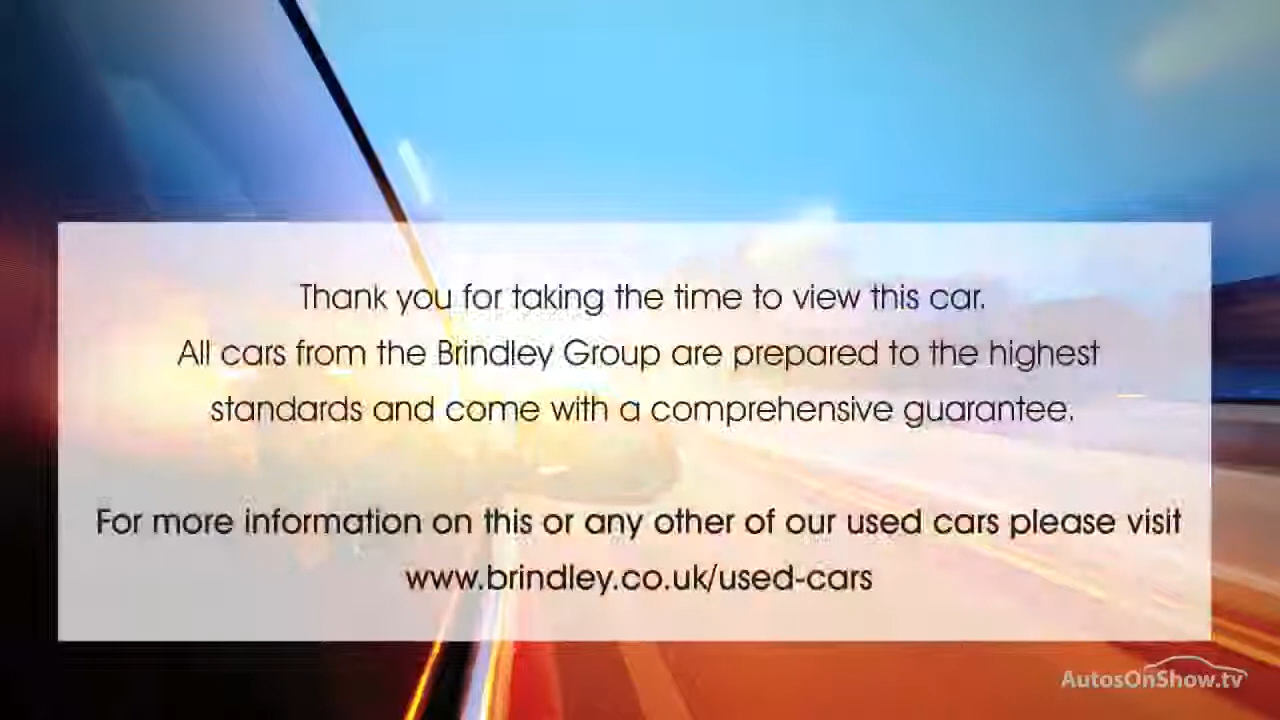 Thank you for taking the time to view this car.
All cars from the Brindley Group are prepared to the highest
standards and come with a comprehensive guarantee.
For more information on this or any other of our used cars please visit
www.brindley.co.uk/used-cars
AutosOnShow.tv